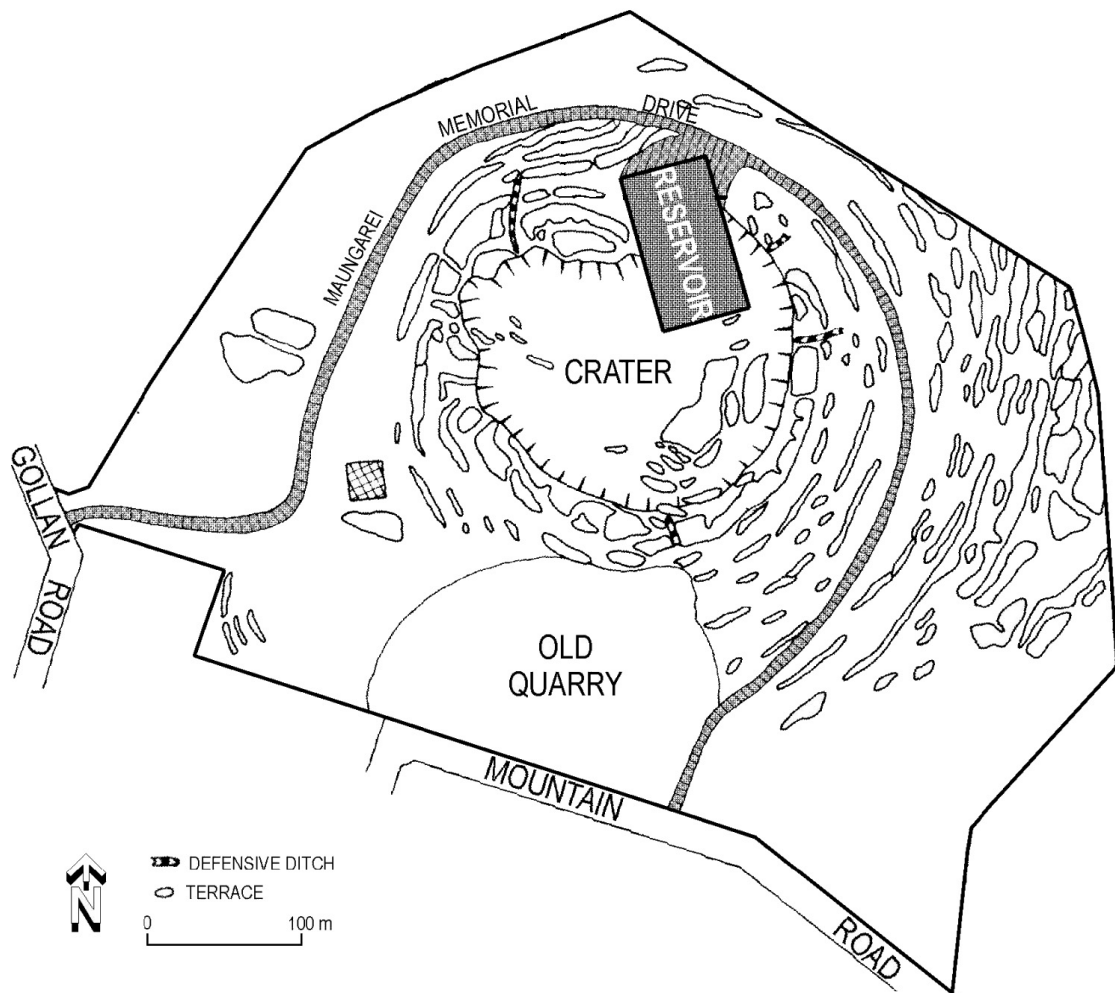 MAUNGAREI MEMORIAL DRIVE
RESERVOIR
CRATER
GOLLAN ROAD
OLD
QUARRY
MOUNTAIN ROAD
N
DEFENSIVE DITCH
TERRACE
0 100 m